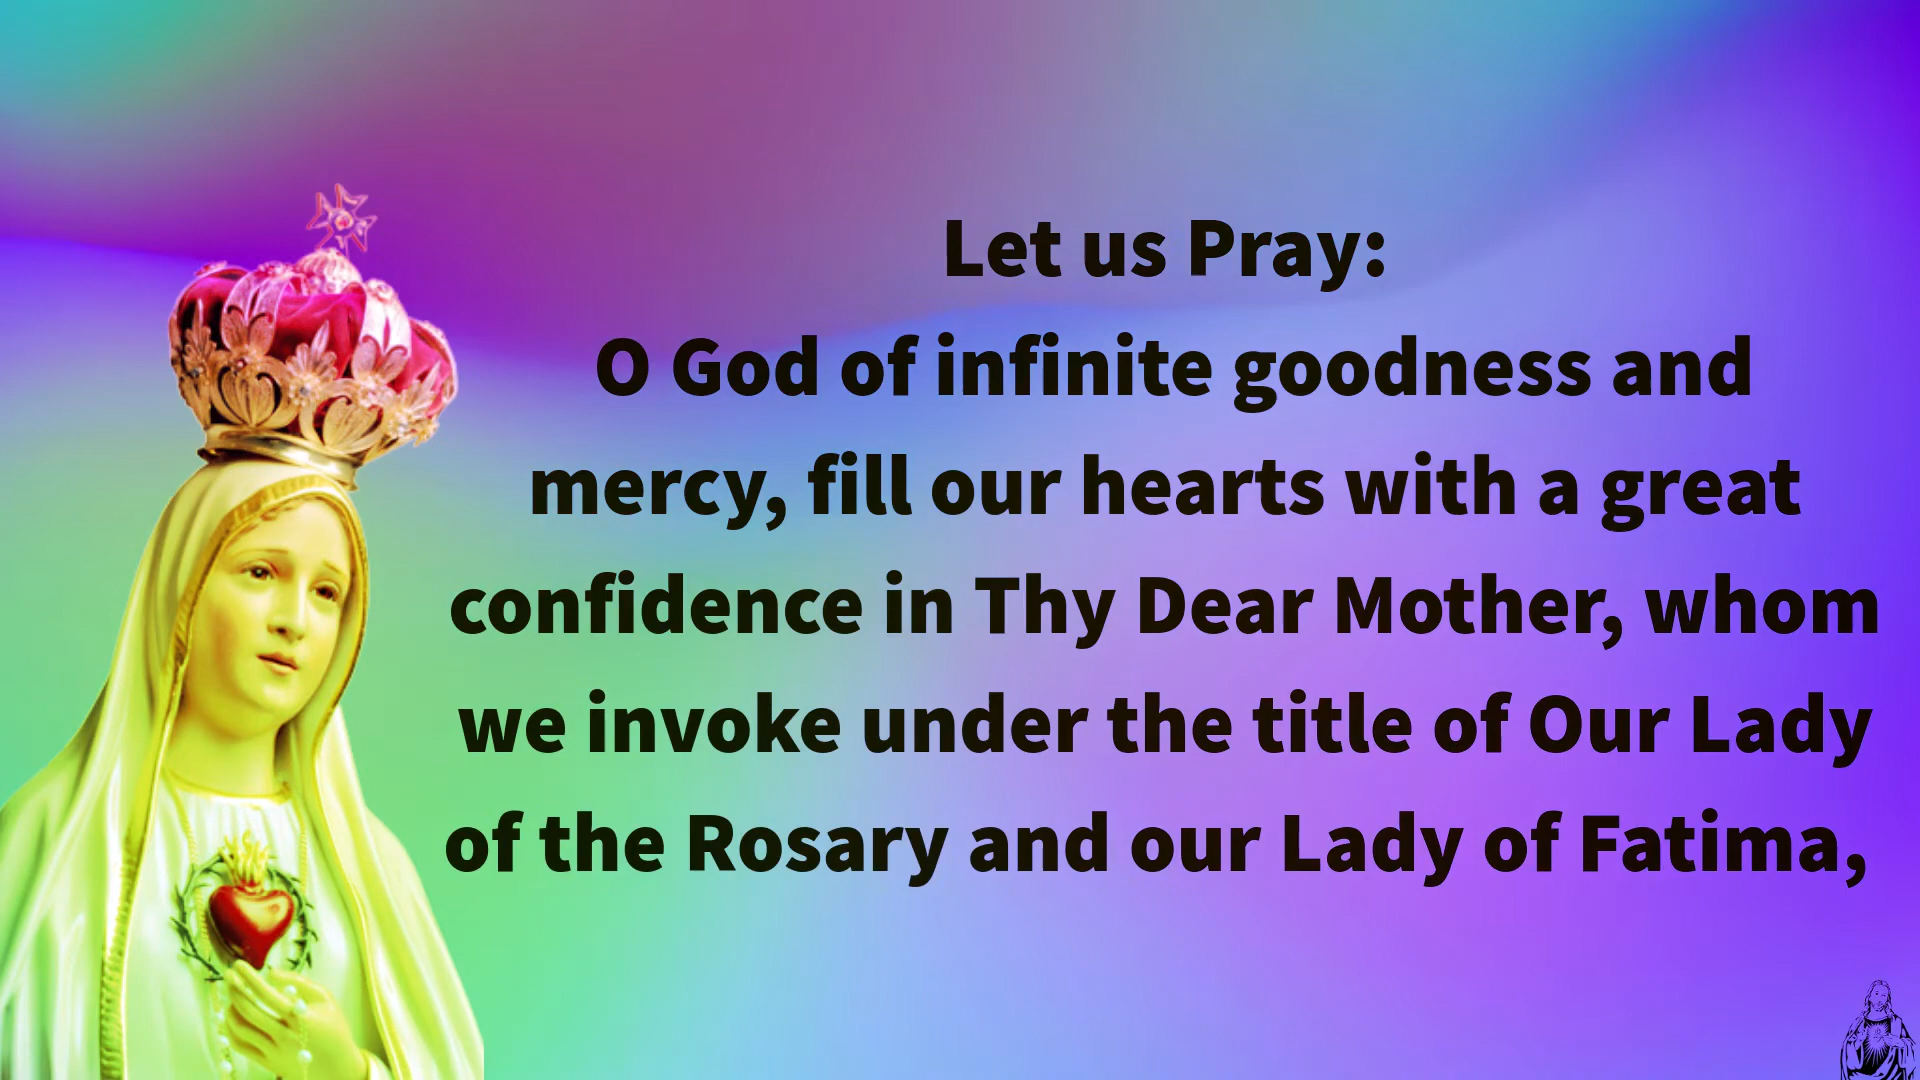 Let us Pray:
O God of infinite goodness and
mercy, fill our hearts with a great
confidence in Thy Dear Mother, whom
we invoke under the title of Our Lady
of the Rosary and our Lady of Fatima,